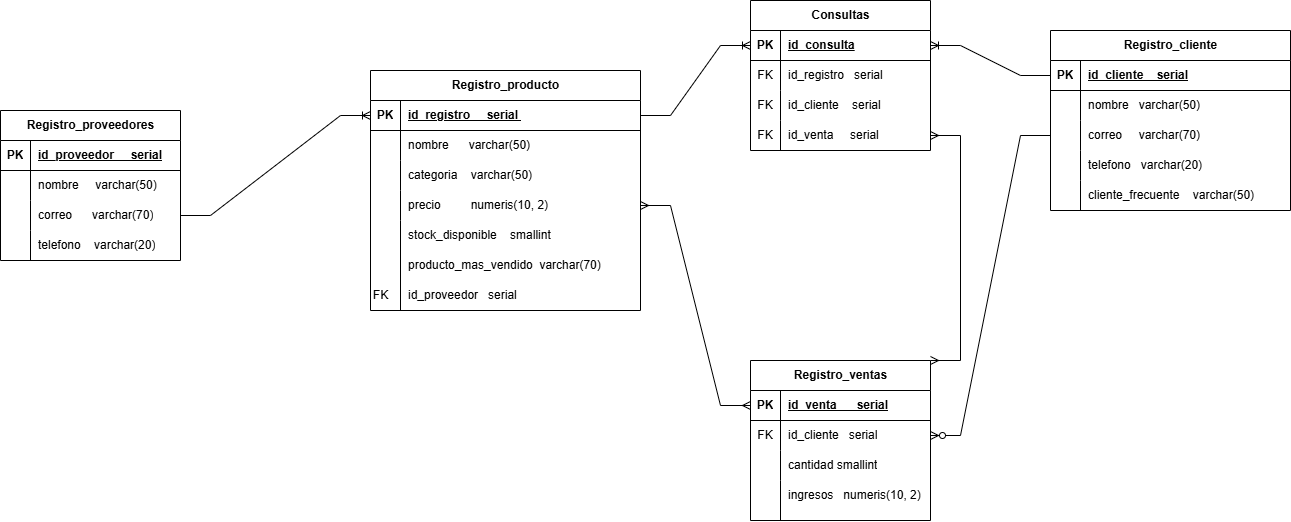 Consultas
PK id_consulta
FK id_registro serial
FK id_cliente serial
FK id_venta serial
Registro_cliente
PK id_cliente serial
nombre varchar(50)
correo varchar(70)
telefono varchar(20)
cliente_frecuente varchar(50)
Registro_producto
PK id_registro serial
nombre varchar(50)
categoria varchar(50)
precio numeris(10, 2)
stock_disponible smallint
producto_mas_vendido varchar(70)
FK id_proveedor serial
Registro_proveedores
PK id_proveedor serial
nombre varchar(50)
correo varchar(70)
telefono varchar(20)
Registro_ventas
PK id_venta serial
FK id_cliente serial
cantidad smallint
ingresos numeris(10, 2)